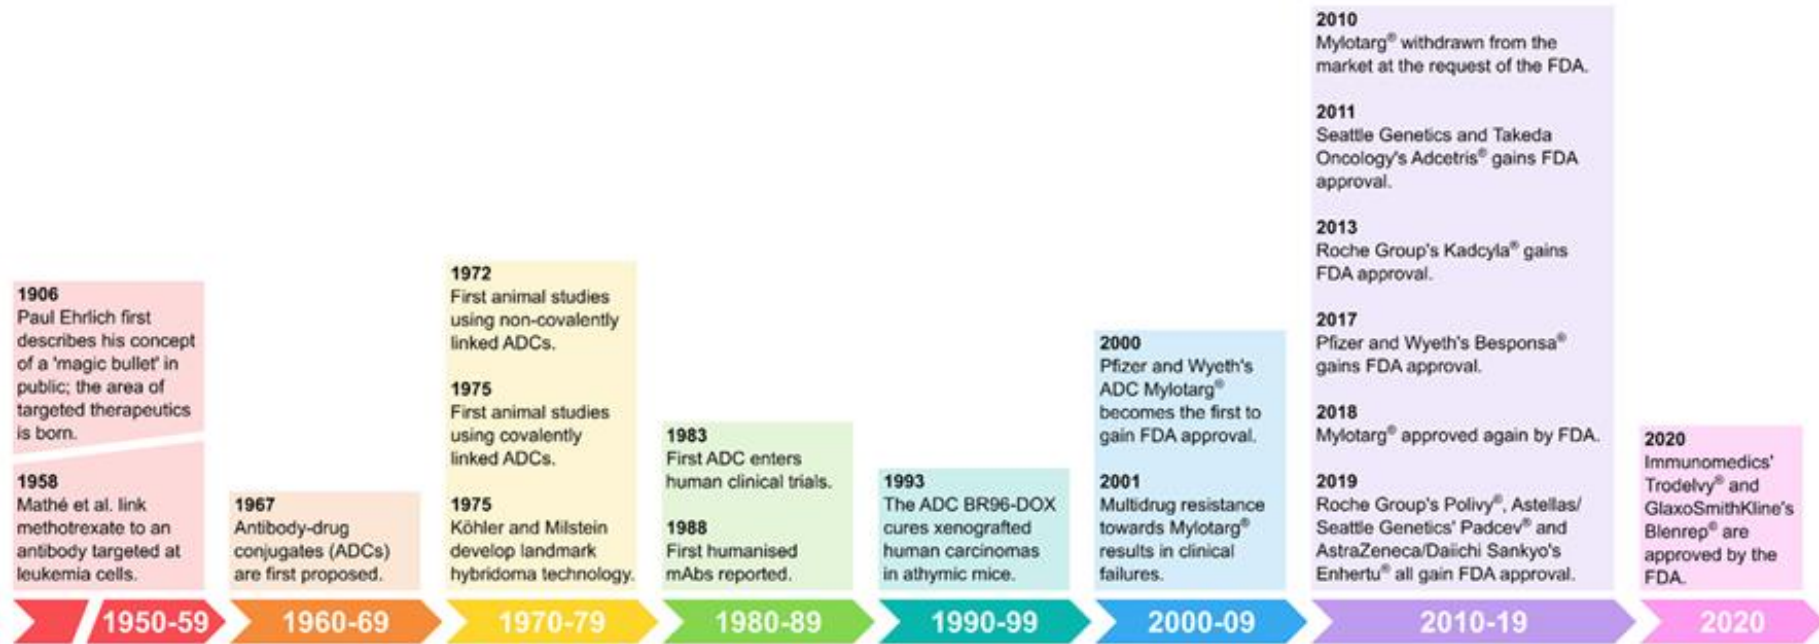 1906
Paul Ehrlich first
describes his concept
of a 'magic bullet' in
public; the area of
targeted therapeutics
is born.
1958
Mathé et al. link
methotrexate to an
antibody targeted at
leukemia cells.
1950-59
1967
Antibody-drug
conjugates (ADCs)
are first proposed.
1960-69
1972
First animal studies
using non-covalently
linked ADCs.
1975
First animal studies
using covalently
linked ADCs.
1975
Köhler and Milstein
develop landmark
hybridoma technology.
1970-79
1983
First ADC enters
human clinical trials.
1988
First humanised
mAbs reported.
1980-89
1993
The ADC BR96-DOX
cures xenografted
human carcinomas
in athymic mice.
1990-99
2000
Pfizer and Wyeth's
ADC Mylotarg®
becomes the first to
gain FDA approval.
2001
Multidrug resistance
towards Mylotarg®
results in clinical
failures.
2000-09
2010
Mylotarg® withdrawn from the
market at the request of the FDA.
2011
Seattle Genetics and Takeda
Oncology's Adcetris® gains FDA
approval.
2013
Roche Group's Kadcyla® gains
FDA approval.
2017
Pfizer and Wyeth's Besponsa®
gains FDA approval.
2018
Mylotarg® approved again by FDA.
2019
Roche Group's Polivy®, Astellas/
Seattle Genetics' Padcev® and
AstraZeneca/Daiichi Sankyo's
Enhertu® all gain FDA approval.
2010-19
2020
Immunomedics'
Trodelvy® and
GlaxoSmithKline's
Blenrep® are
approved by the
FDA.
2020